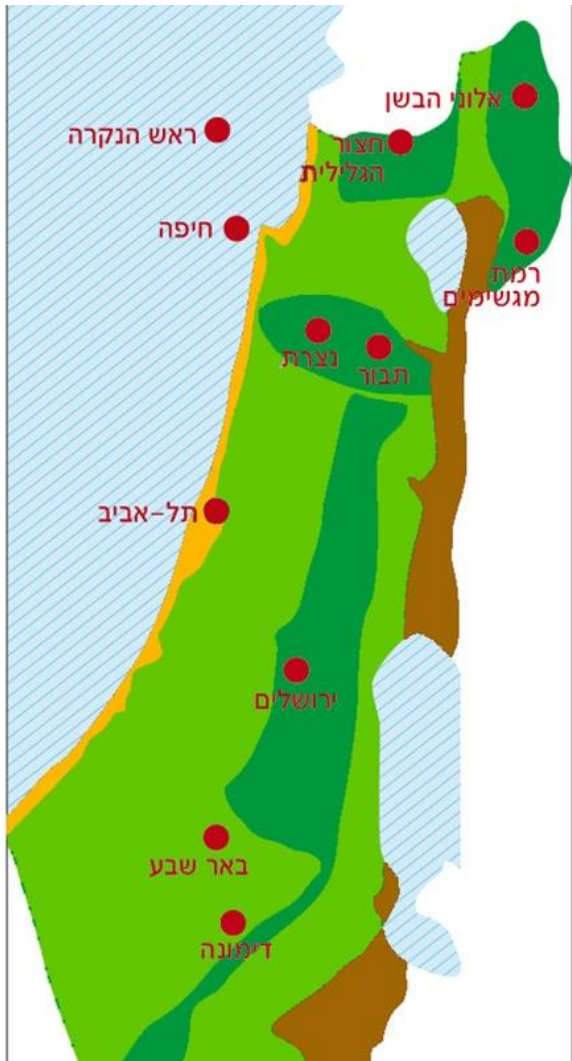 אלוני הבשן
ראש הנקרה
חצור
הגלילית
חיפה
רמת
מגשימים
נצרת
תבור
תל-אביב
ירושלים
באר שבע
דימונה